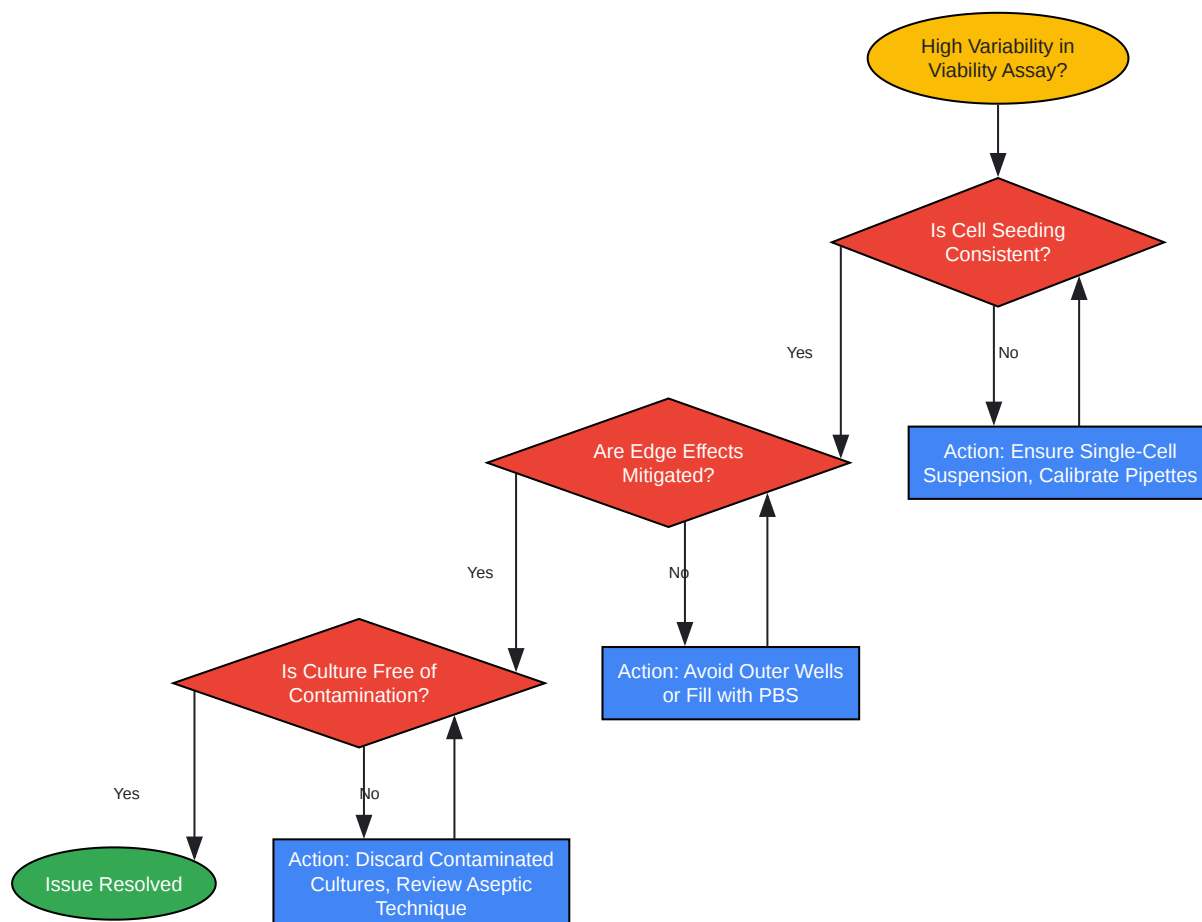 High Variability in
Viability Assay?
Is Cell Seeding
Consistent?
Yes
No
Are Edge Effects
Mitigated?
Action: Ensure Single-Cell
Suspension, Calibrate Pipettes
Yes
No
Is Culture Free of
Contamination?
Action: Avoid Outer Wells
or Fill with PBS
Yes
No
Issue Resolved
Action: Discard Contaminated
Cultures, Review Aseptic
Technique